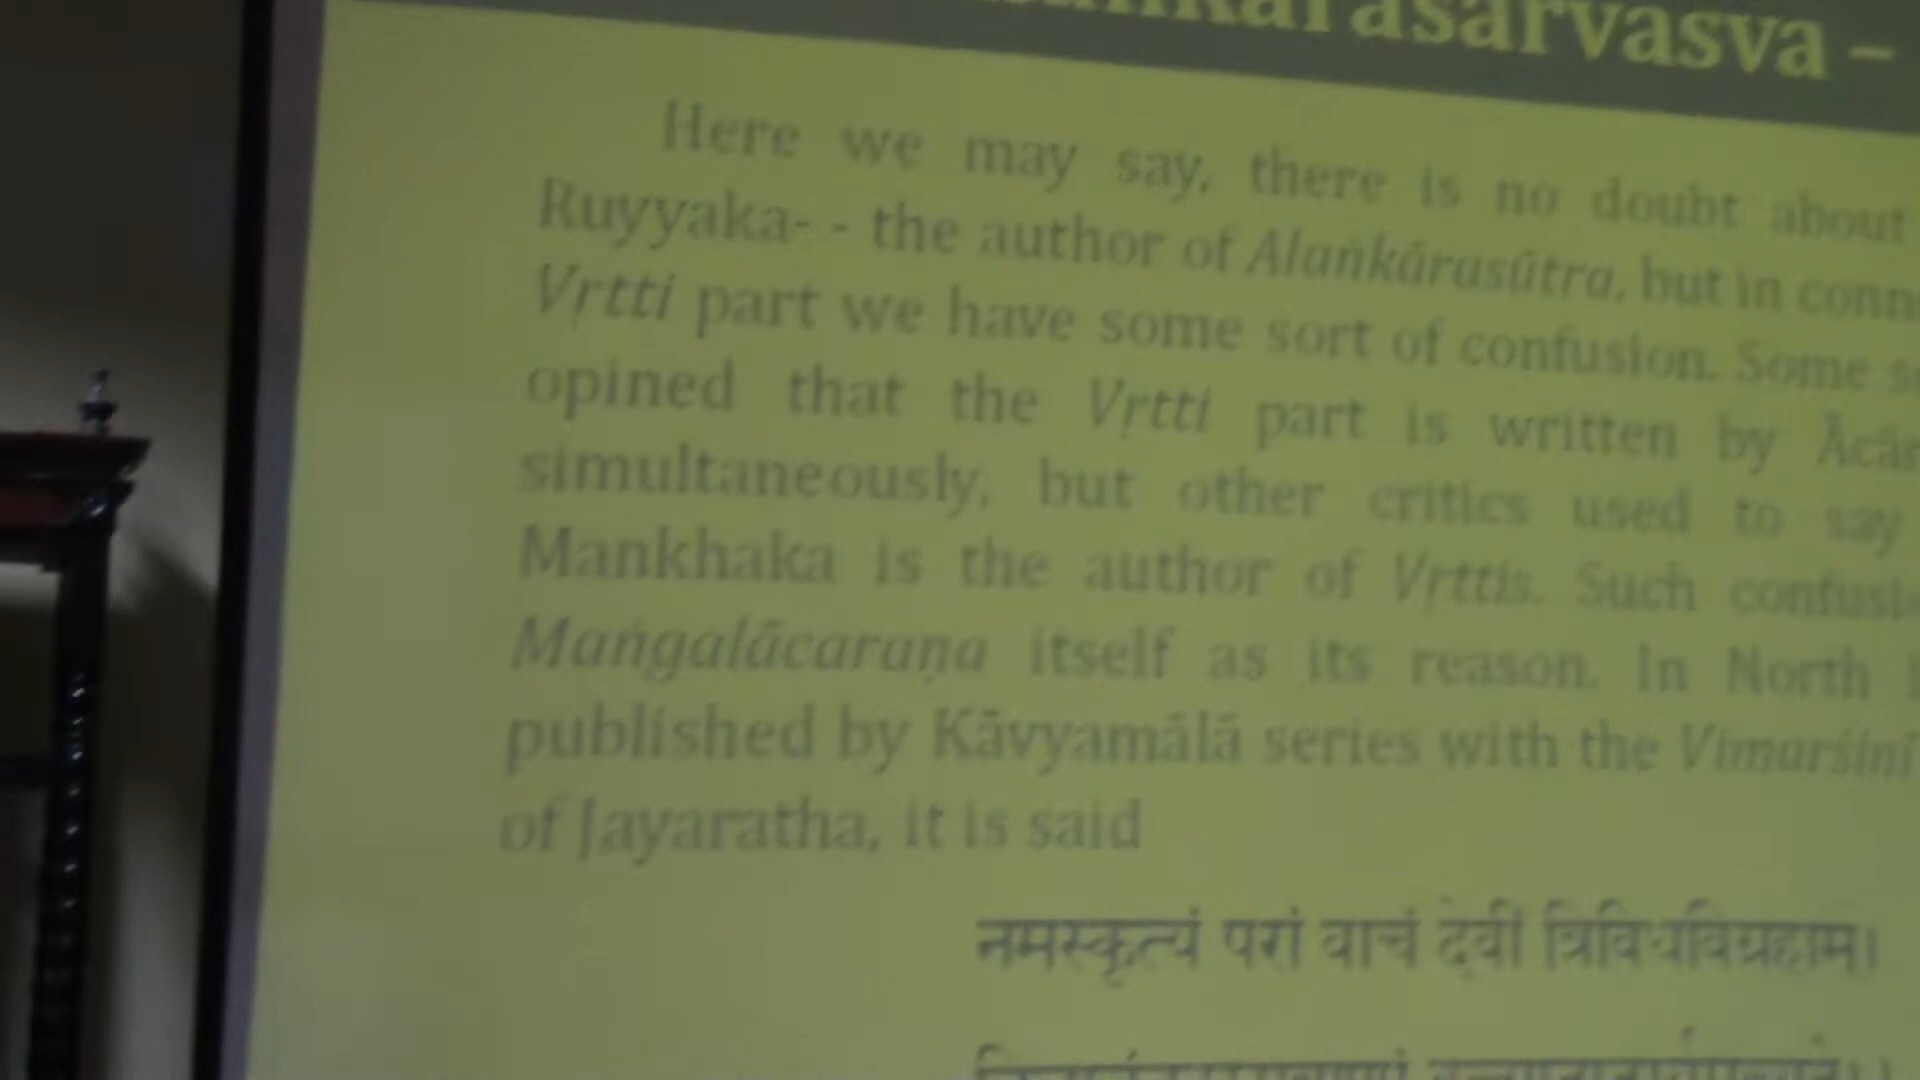 Here we may say, there is no doubt about
Ruyyaka- - the author of Alaṅkārasūtra, but in
Vṛtti part we have some sort of confusion. Some
opined that the Vṛtti part is written by
simultaneously, but other critics used to say
Mankhaka is the author of Vṛttis. Such
Maṅgalācaraṇa itself as its reason. In North
published by Kāvyamālā series with the Vimarśinī
of Jayaratha, it is said
नमस्कृत्यं परां वाचं देवीं त्रिविधविग्रहाम्।